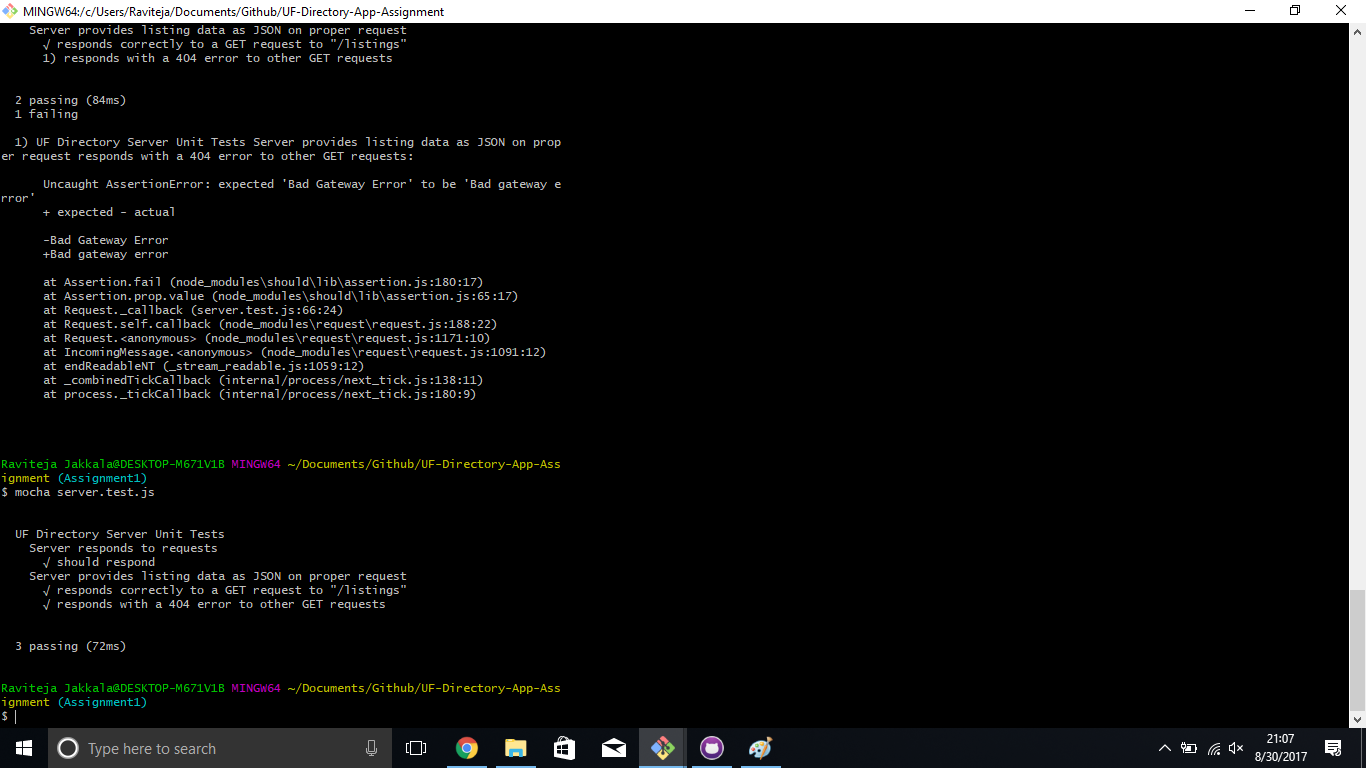 MINGW64:/c/Users/Raviteja/Documents/Github/UF-Directory-App-Assignment
Server provides listing data as JSON on proper request
√ responds correctly to a GET request to "/listings"
1) responds with a 404 error to other GET requests
2 passing (84ms)
1 failing
1) UF Directory Server Unit Tests Server provides listing data as JSON on prop
er request responds with a 404 error to other GET requests:
Uncaught AssertionError: expected 'Bad Gateway Error' to be 'Bad gateway e
rror'
+ expected - actual
-Bad Gateway Error
+Bad gateway error
at Assertion.fail (node_modules\should\lib\assertion.js:180:17)
at Assertion.prop.value (node_modules\should\lib\assertion.js:65:17)
at Request._callback (server.test.js:66:24)
at Request.self.callback (node_modules\request\request.js:188:22)
at Request.<anonymous> (node_modules\request\request.js:1171:10)
at IncomingMessage.<anonymous> (node_modules\request\request.js:1091:12)
at endReadableNT (_stream_readable.js:1059:12)
at _combinedTickCallback (internal/process/next_tick.js:138:11)
at process._tickCallback (internal/process/next_tick.js:180:9)
Raviteja Jakkala@DESKTOP-M671V1B MINGW64 ~/Documents/Github/UF-Directory-App-Ass
ignment (Assignment1)
$ mocha server.test.js
UF Directory Server Unit Tests
Server responds to requests
√ should respond
Server provides listing data as JSON on proper request
√ responds correctly to a GET request to "/listings"
√ responds with a 404 error to other GET requests
3 passing (72ms)
Raviteja Jakkala@DESKTOP-M671V1B MINGW64 ~/Documents/Github/UF-Directory-App-Ass
ignment (Assignment1)
$
Type here to search
21:07
8/30/2017